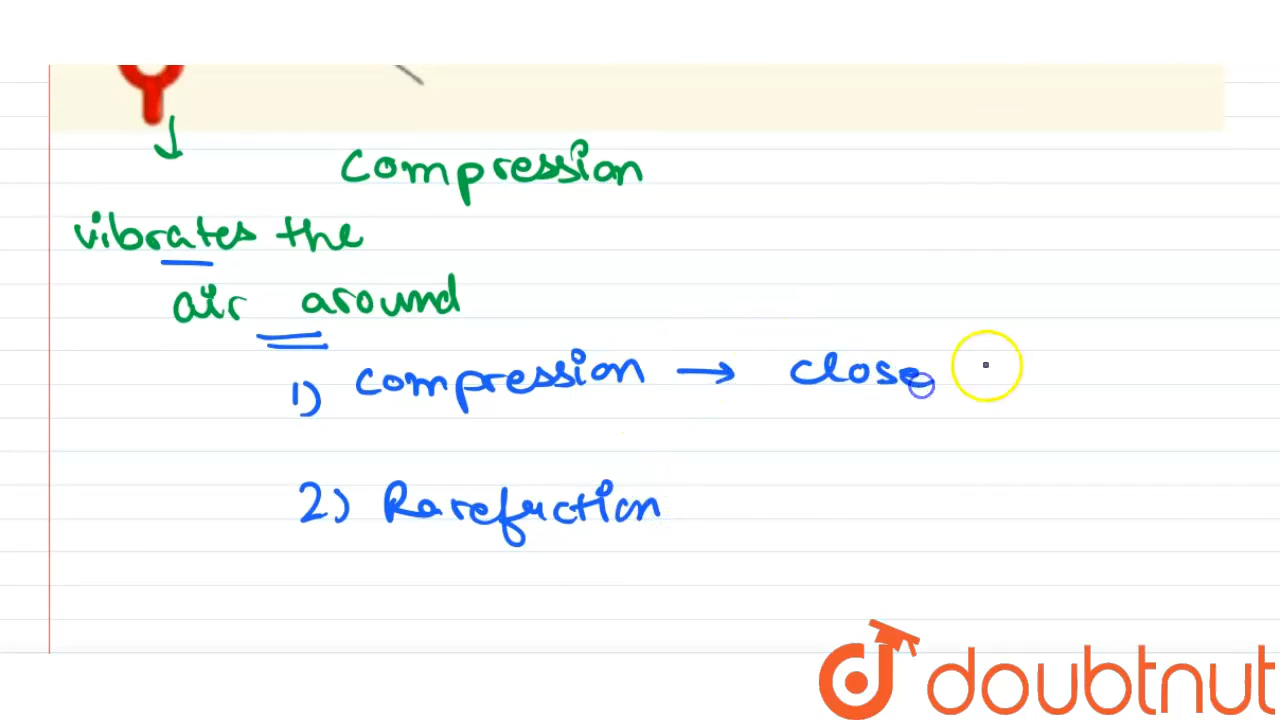 Compression
vibrates the
air around
1) Compression → close
2) Rarefaction
doubtnut